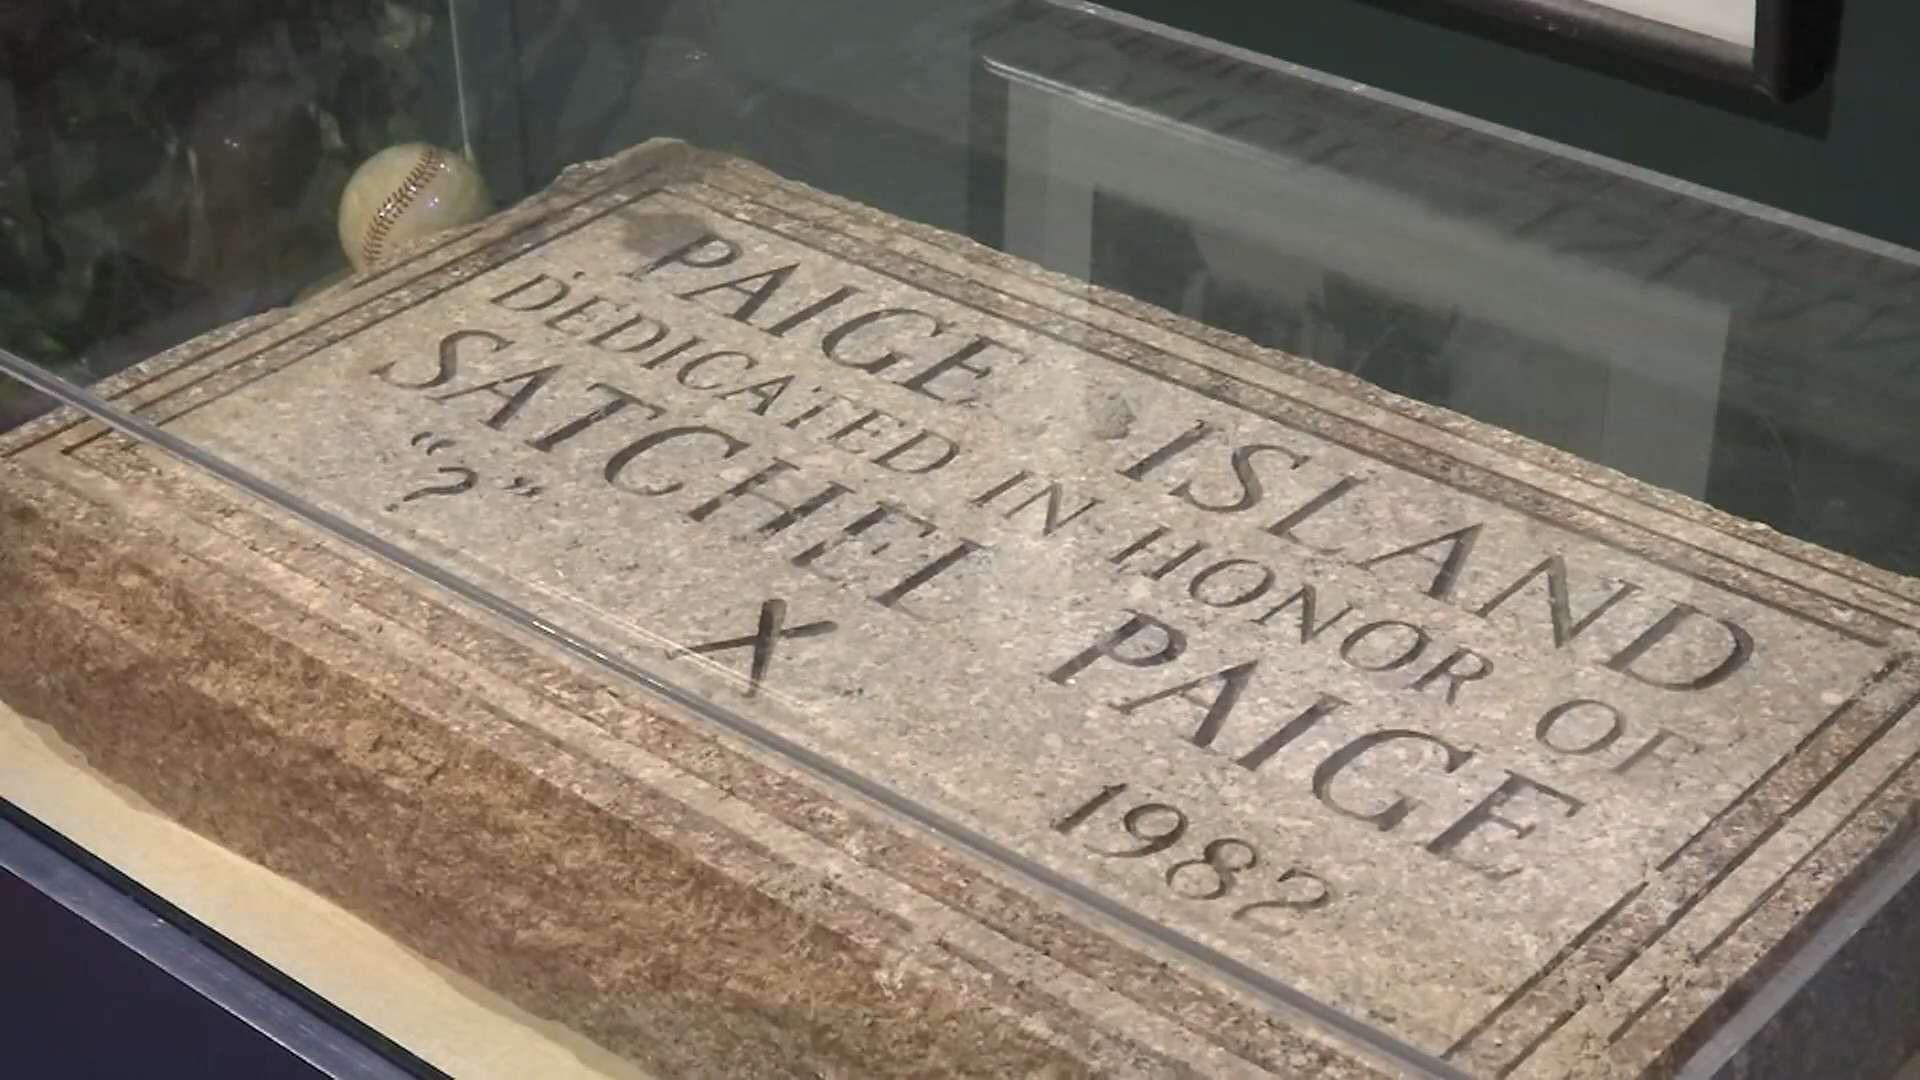 PAIGE ISLAND
DEDICATED IN HONOR OF
SATCHEL PAIGE
"?" X 1982